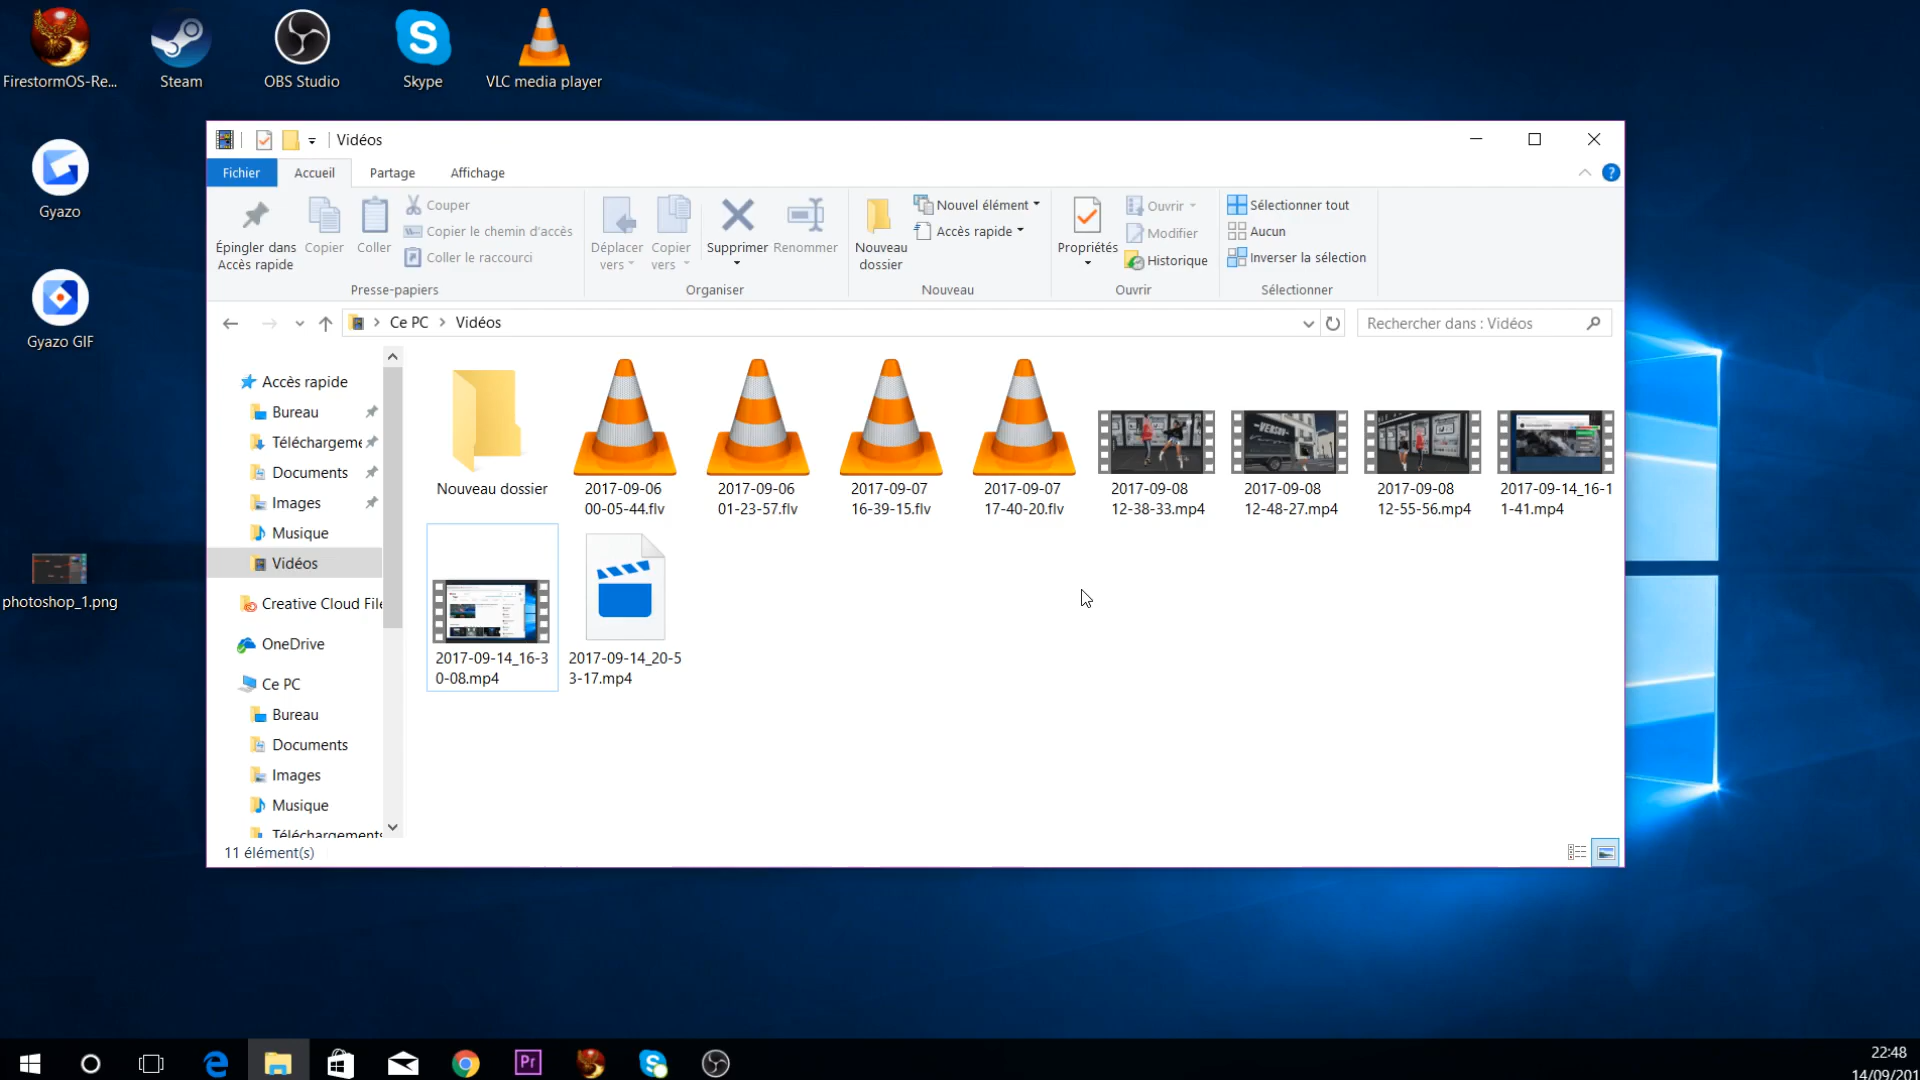 FirestormOS-Re...
Steam
OBS Studio
Skype
VLC media player
Gyazo
Gyazo GIF
photoshop_1.png
Vidéos
Fichier
Accueil
Partage
Affichage
Épingler dans
Accès rapide
Copier
Coller
Couper
Copier le chemin d'accès
Coller le raccourci
Presse-papiers
Déplacer
vers
Copier
vers
Supprimer
Renommer
Organiser
Nouveau
dossier
Nouvel élément
Accès rapide
Nouveau
Propriétés
Ouvrir
Modifier
Historique
Ouvrir
Sélectionner tout
Aucun
Inverser la sélection
Sélectionner
Ce PC
Vidéos
Rechercher dans : Vidéos
Accès rapide
Bureau
Téléchargeme
Documents
Images
Musique
Vidéos
Creative Cloud File
OneDrive
Ce PC
Bureau
Documents
Images
Musique
Téléchargements
Nouveau dossier
2017-09-06
00-05-44.flv
2017-09-06
01-23-57.flv
2017-09-07
16-39-15.flv
2017-09-07
17-40-20.flv
2017-09-08
12-38-33.mp4
2017-09-08
12-48-27.mp4
2017-09-08
12-55-56.mp4
2017-09-14_16-1
1-41.mp4
2017-09-14_16-3
0-08.mp4
2017-09-14_20-5
3-17.mp4
11 élément(s)
Pr
22:48
14/09/201